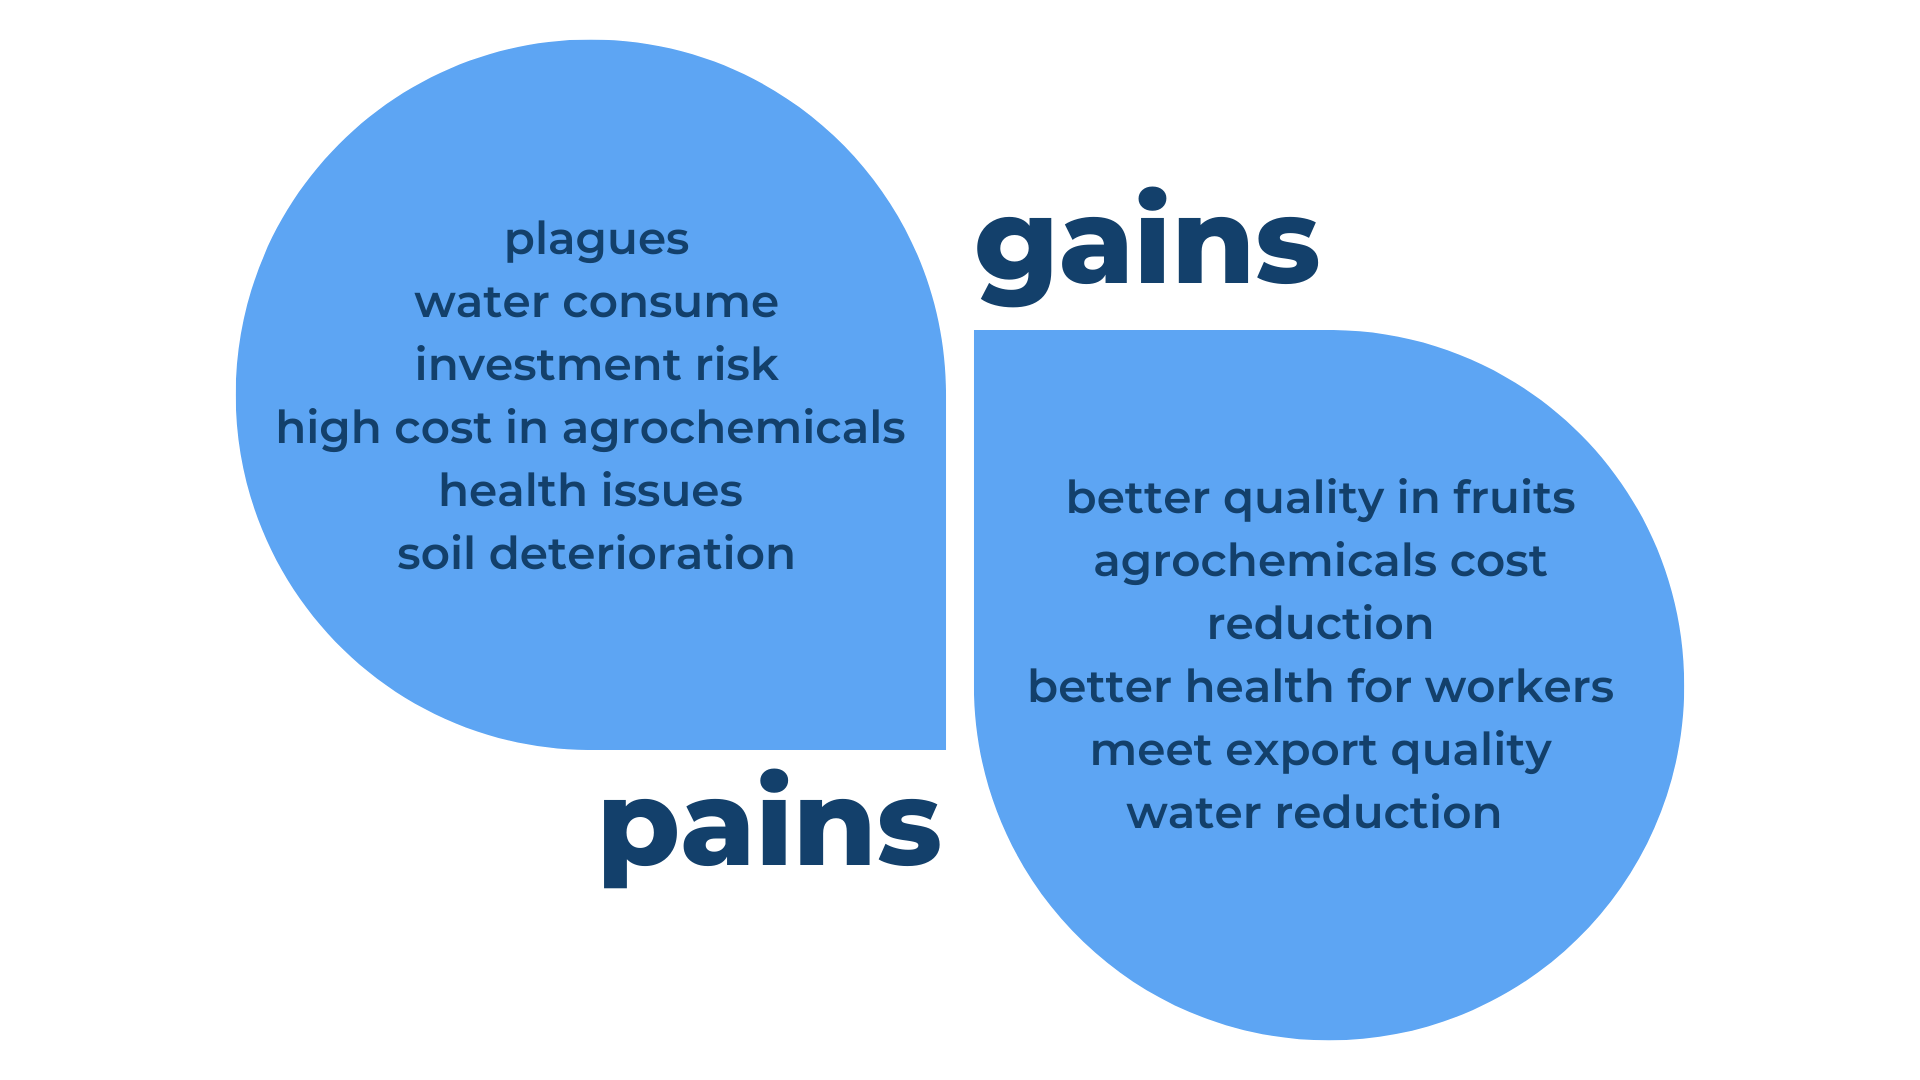 plagues
water consume
investment risk
high cost in agrochemicals
health issues
soil deterioration
pains
gains
better quality in fruits
agrochemicals cost
reduction
better health for workers
meet export quality
water reduction